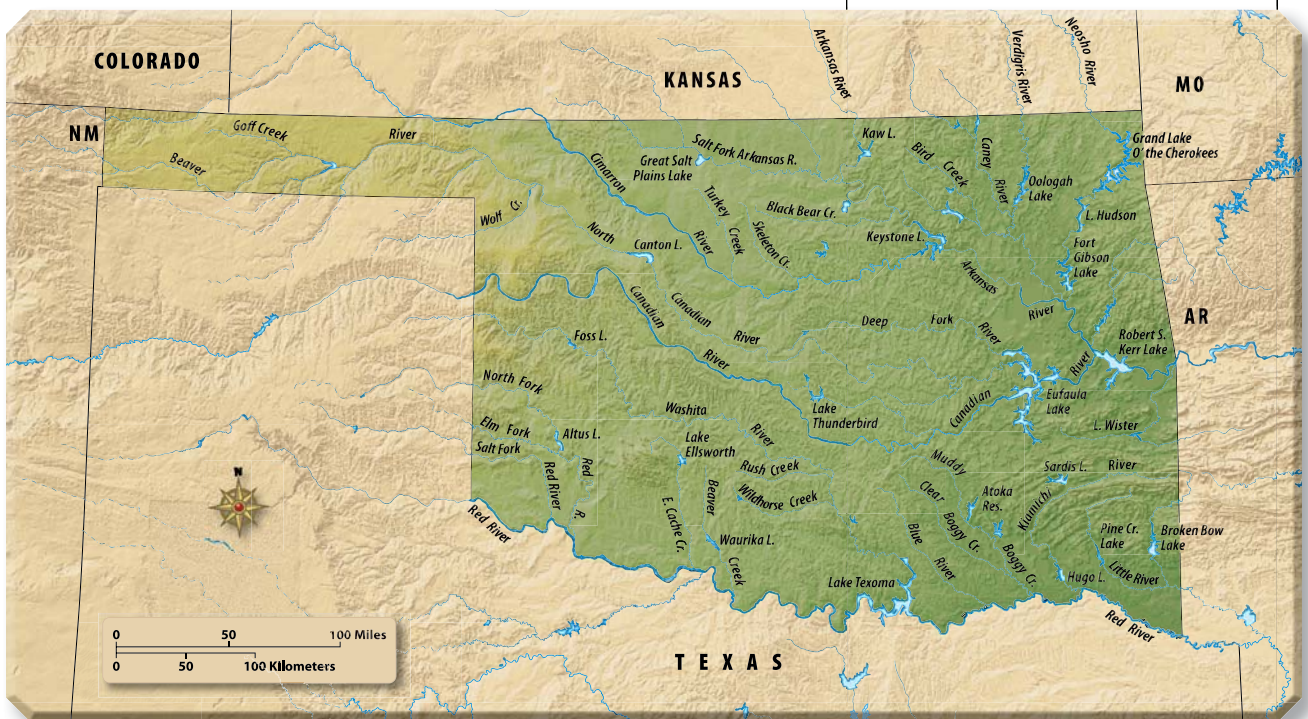 COLORADO
KANSAS
Arkansas River
Verdigris River
Neosho River
MO
NM
Goff Creek
River
Beaver
Cimarron
River
Great Salt
Plains Lake
Salt Fork Arkansas R.
Kaw L.
Bird
Creek
Caney
River
Grand Lake
O' the Cherokees
Oologah
Lake
L. Hudson
Wolf Cr.
North
Canton L.
Turkey
Creek
Skeleton Cr.
Black Bear Cr.
Keystone L.
Fort
Gibson
Lake
Arkansas
River
AR
Canadian
River
Canadian
River
Deep
Fork
River
Robert S.
Kerr Lake
Foss L.
North Fork
Elm Fork
Salt Fork
Altus L.
Red River
Red
R.
Washita
River
Lake
Ellsworth
Lake
Thunderbird
Canadian
River
Eufaula
Lake
L. Wister
Rush Creek
Wildhorse Creek
Muddy
Clear
Boggy Cr.
Atoka
Res.
Sardis L.
Kiamichi
River
N
Red River
E. Cache Cr.
Beaver
Creek
Waurika L.
Blue
River
Boggy Cr.
Pine Cr.
Lake
Broken Bow
Lake
Little River
Hugo L.
Lake Texoma
Red River
TEXAS
0 50 100 Miles
0 50 100 Kilometers